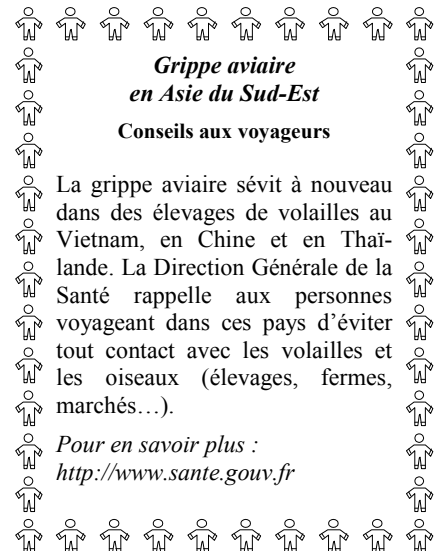 Grippe aviaire
en Asie du Sud-Est
Conseils aux voyageurs
La grippe aviaire sévit à nouveau
dans des élevages de volailles au
Vietnam, en Chine et en Thaï-
lande. La Direction Générale de la
Santé rappelle aux personnes
voyageant dans ces pays d’éviter
tout contact avec les volailles et
les oiseaux (élevages, fermes,
marchés…).
Pour en savoir plus :
http://www.sante.gouv.fr